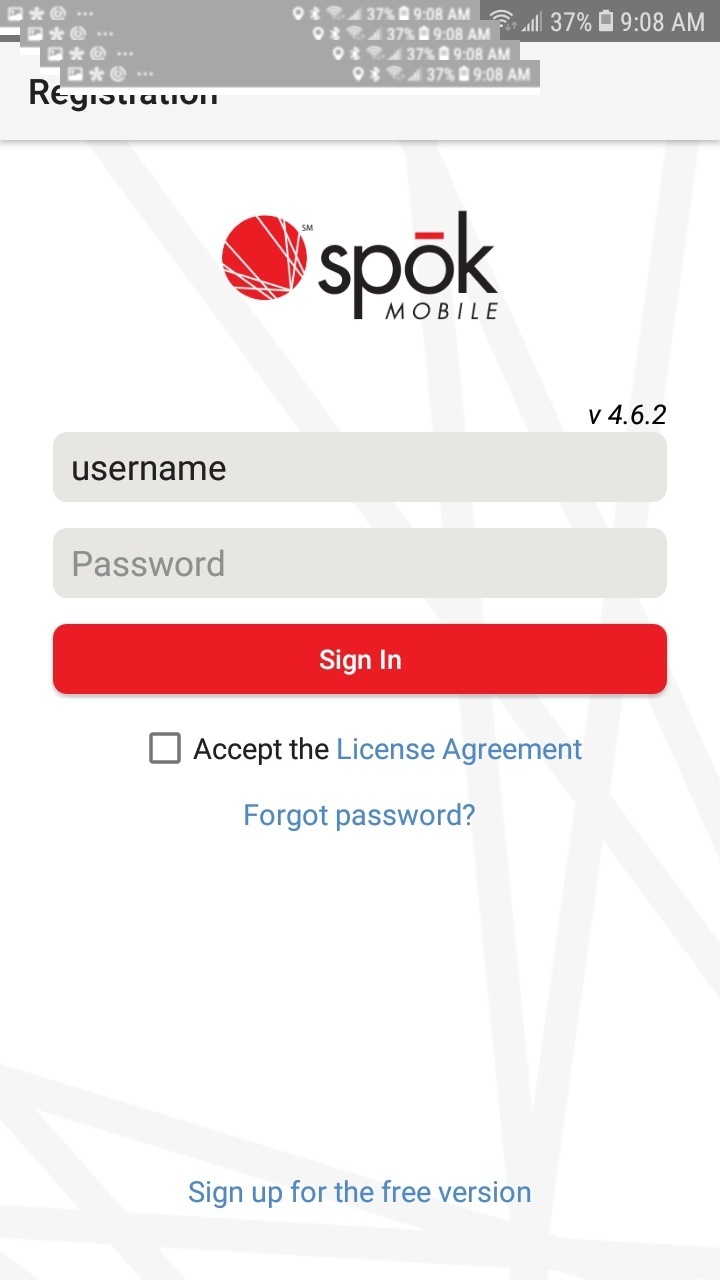 37% 9:08 AM
37% 9:08 AM
37% 9:08 AM
37% 9:08 AM
37% 9:08 AM
Registration
SM
spōk
MOBILE
v 4.6.2
username
Password
Sign In
Accept the License Agreement
Forgot password?
Sign up for the free version